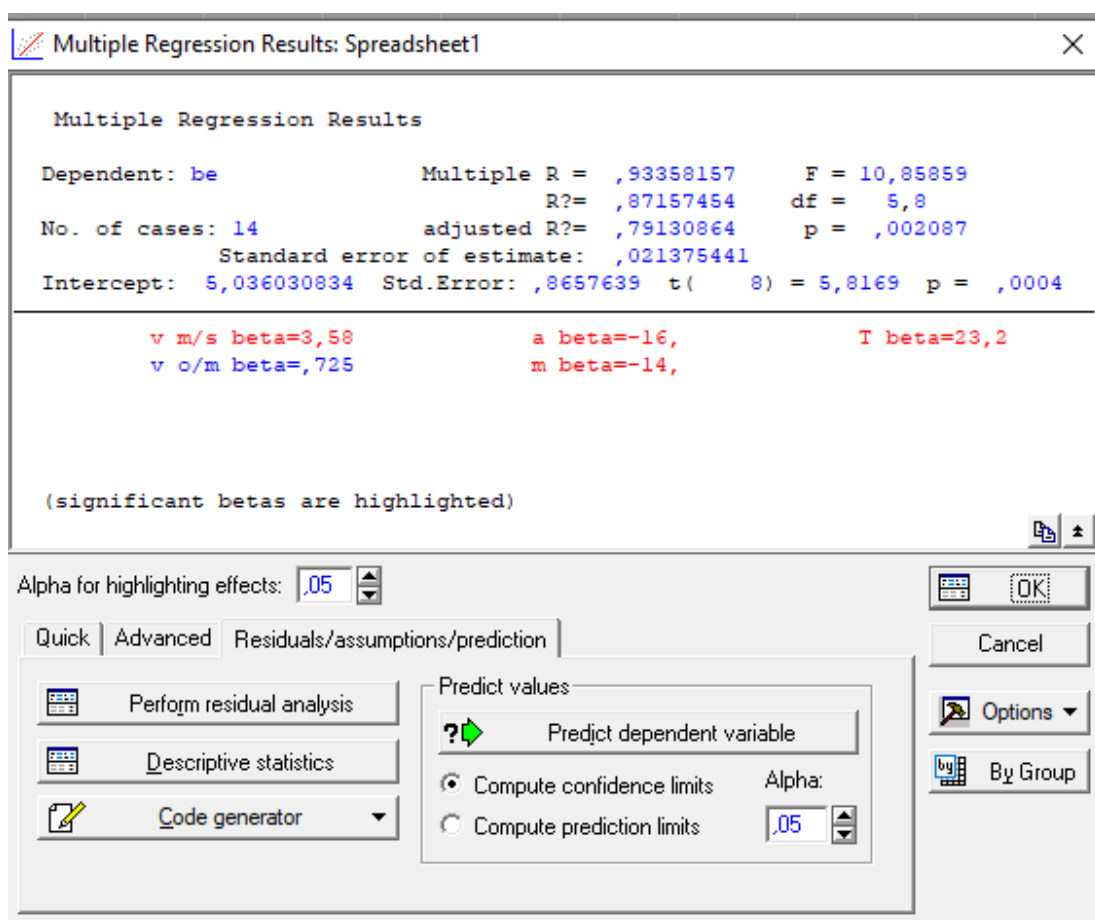 Multiple Regression Results: Spreadsheet1
Multiple Regression Results
Dependent: be Multiple R = ,93358157 F = 10,85859
R?= ,87157454 df = 5,8
No. of cases: 14 adjusted R?= ,79130864 p = ,002087
Standard error of estimate: ,021375441
Intercept: 5,036030834 Std.Error: ,8657639 t( 8) = 5,8169 p = ,0004
v m/s beta=3,58 a beta=-16, T beta=23,2
v o/m beta=,725 m beta=-14,
(significant betas are highlighted)
Alpha for highlighting effects: ,05
OK
Quick Advanced Residuals/assumptions/prediction
Cancel
Perform residual analysis
Predict values
Options
?
Predict dependent variable
Descriptive statistics
by
By Group
Compute confidence limits Alpha:
Code generator
Compute prediction limits ,05